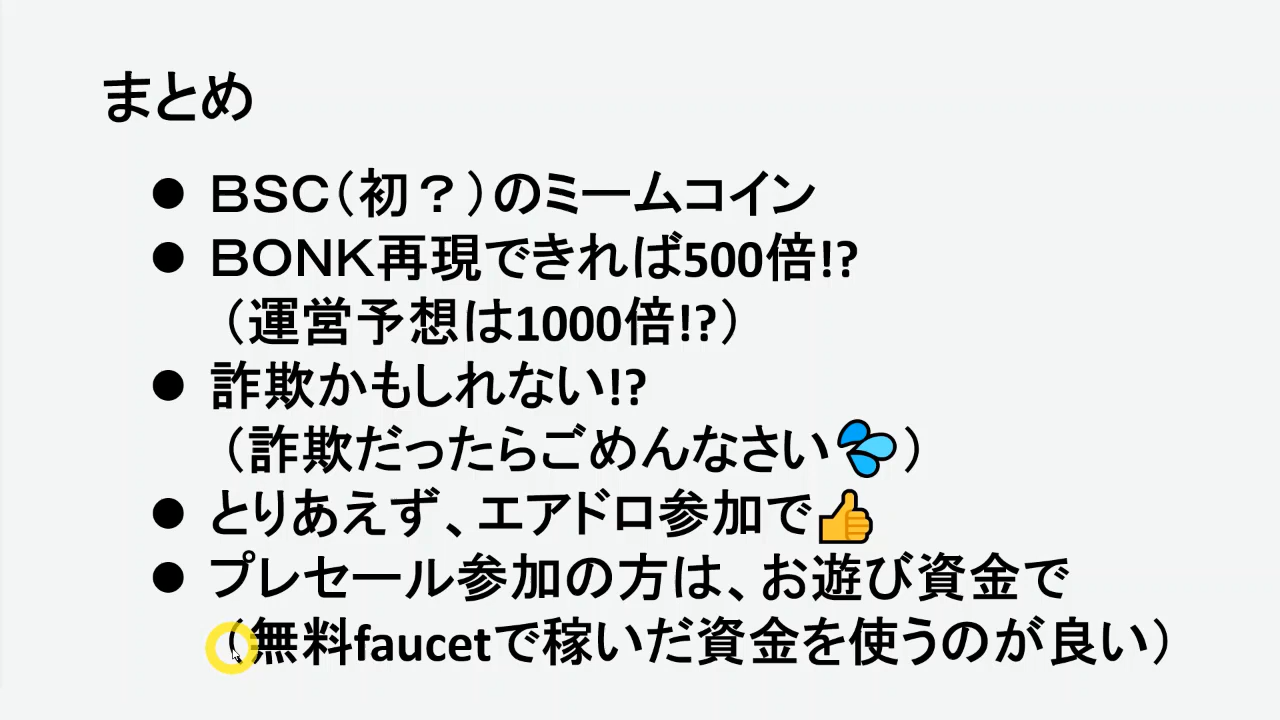 まとめ
● ＢＳＣ（初？）のミームコイン
● ＢＯＮＫ再現できれば500倍!?
（運営予想は1000倍!?）
● 詐欺かもしれない!?
（詐欺だったらごめんなさい💦）
● とりあえず、エアドロ参加で👍
● プレセール参加の方は、お遊び資金で
（無料faucetで稼いだ資金を使うのが良い）